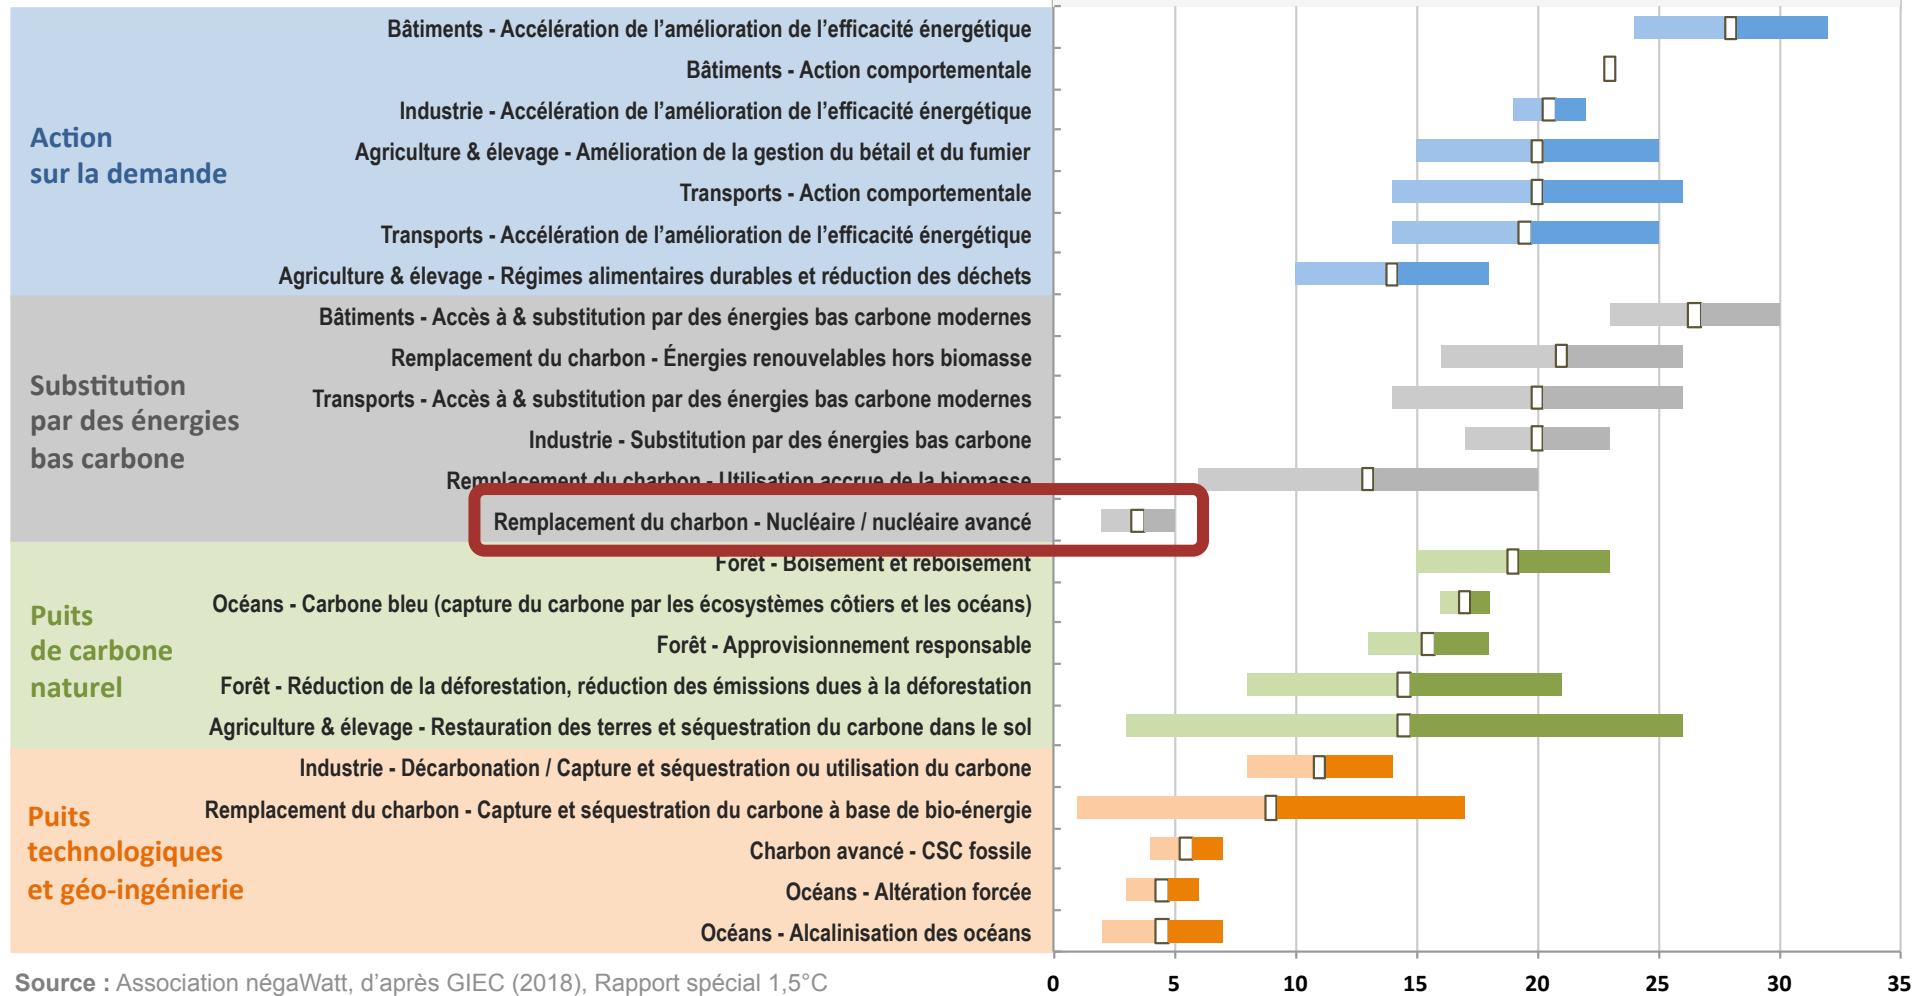 Action
sur la demande
Bâtiments - Accélération de l’amélioration de l’efficacité énergétique
Bâtiments - Action comportementale
Industrie - Accélération de l’amélioration de l’efficacité énergétique
Agriculture & élevage - Amélioration de la gestion du bétail et du fumier
Transports - Action comportementale
Transports - Accélération de l’amélioration de l’efficacité énergétique
Agriculture & élevage - Régimes alimentaires durables et réduction des déchets
Substitution
par des énergies
bas carbone
Bâtiments - Accès à & substitution par des énergies bas carbone modernes
Remplacement du charbon - Énergies renouvelables hors biomasse
Transports - Accès à & substitution par des énergies bas carbone modernes
Industrie - Substitution par des énergies bas carbone
Remplacement du charbon - Utilisation accrue de la biomasse
Remplacement du charbon - Nucléaire / nucléaire avancé
Puits
de carbone
naturel
Forêt - Boisement et reboisement
Océans - Carbone bleu (capture du carbone par les écosystèmes côtiers et les océans)
Forêt - Approvisionnement responsable
Forêt - Réduction de la déforestation, réduction des émissions dues à la déforestation
Agriculture & élevage - Restauration des terres et séquestration du carbone dans le sol
Puits
technologiques
et géo-ingénierie
Industrie - Décarbonation / Capture et séquestration ou utilisation du carbone
Remplacement du charbon - Capture et séquestration du carbone à base de bio-énergie
Charbon avancé - CSC fossile
Océans - Altération forcée
Océans - Alcalinisation des océans
0 5 10 15 20 25 30 35
Source : Association négaWatt, d’après GIEC (2018), Rapport spécial 1,5°C